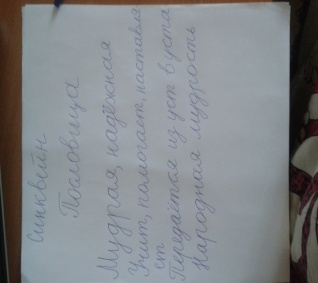 Синквейн
Пословица
Мудрая, надёжная
Учит, помогает, наставля
ет
Передаётся из уст в уста
Народная мудрость